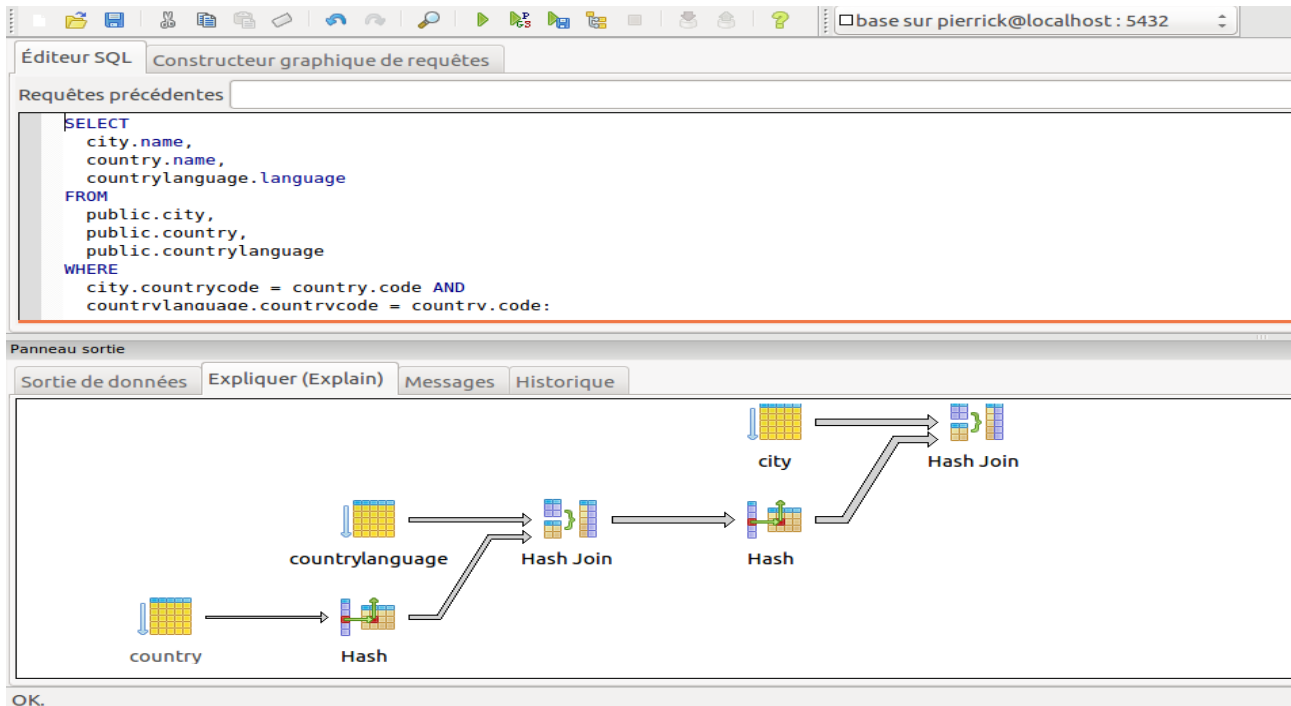 base sur pierrick@localhost : 5432
Éditeur SQL Constructeur graphique de requêtes
Requêtes précédentes
SELECT
city.name,
country.name,
countrylanguage.language
FROM
public.city,
public.country,
public.countrylanguage
WHERE
city.countrycode = country.code AND
countrylanguage.countrycode = country.code;
Panneau sortie
Sortie de données Expliquer (Explain) Messages Historique
city Hash Join
countrylanguage Hash Join Hash
country Hash
OK.